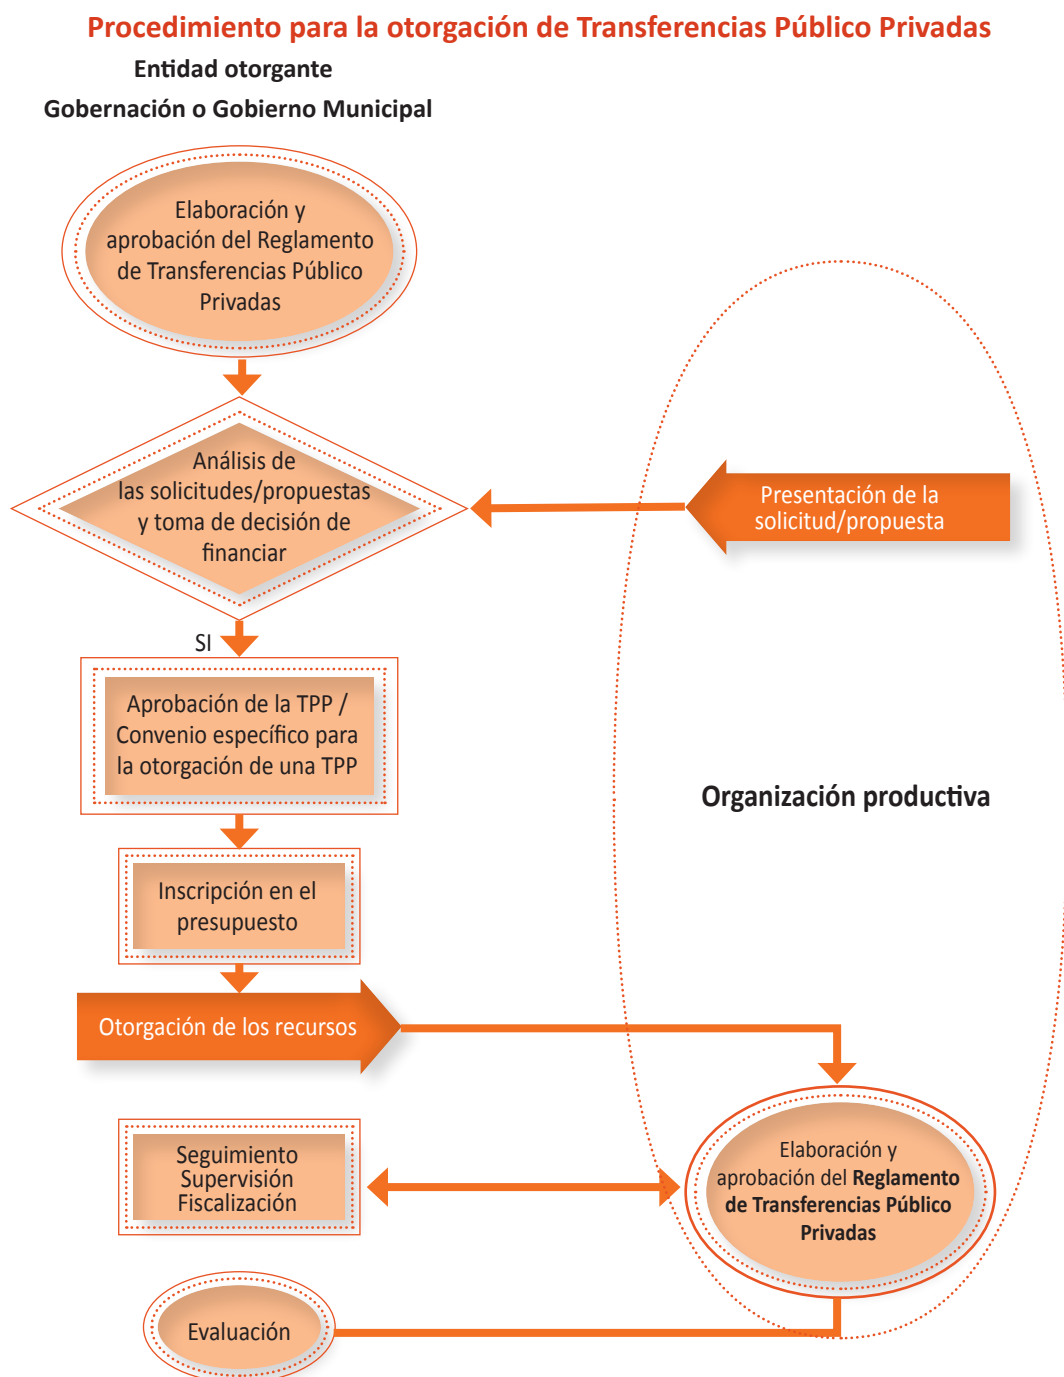 Procedimiento para la otorgación de Transferencias Público Privadas
Entidad otorgante
Gobernación o Gobierno Municipal
Elaboración y
aprobación del Reglamento
de Transferencias Público
Privadas
Análisis de
las solicitudes/propuestas
y toma de decisión de
financiar
Presentación de la
solicitud/propuesta
SI
Aprobación de la TPP /
Convenio específico para
la otorgación de una TPP
Organización productiva
Inscripción en el
presupuesto
Otorgación de los recursos
Seguimiento
Supervisión
Fiscalización
Elaboración y
aprobación del Reglamento
de Transferencias Público
Privadas
Evaluación